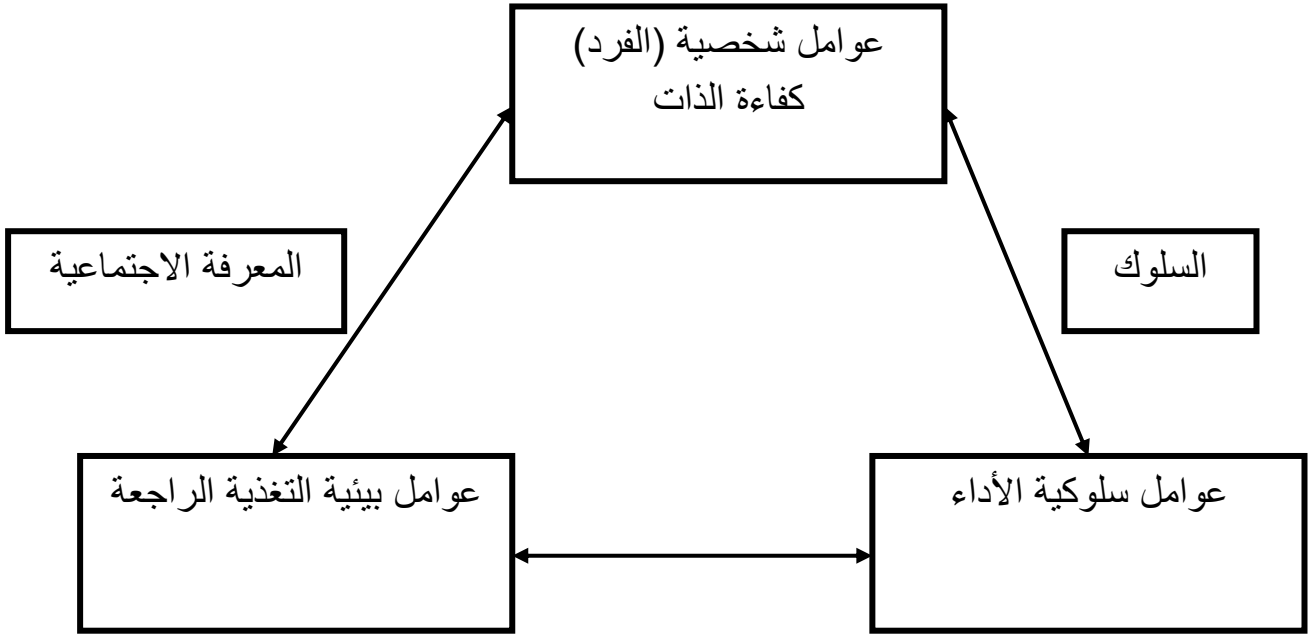 عوامل شخصية (الفرد)
كفاءة الذات
السلوك
المعرفة الاجتماعية
عوامل سلوكية الأداء
عوامل بيئية التغذية الراجعة